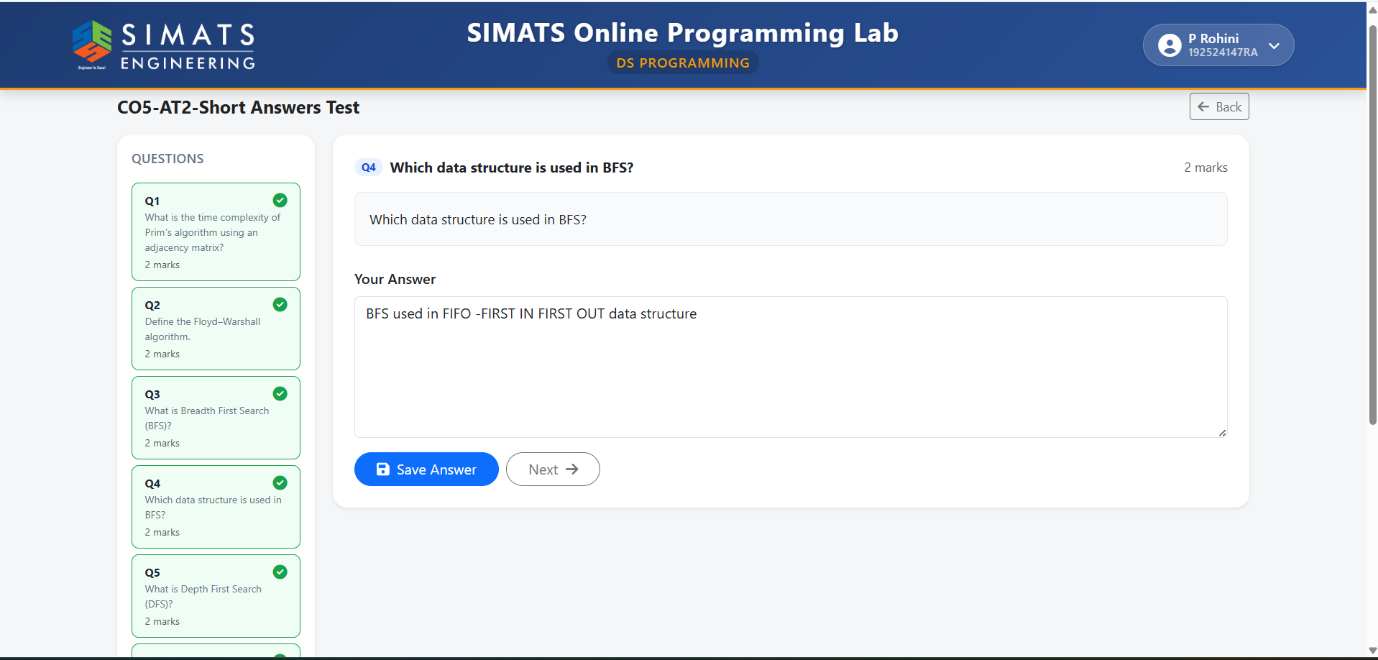 SIMATS
ENGINEERING
Engineer to Excel
SIMATS Online Programming Lab
DS PROGRAMMING
P Rohini
192524147RA
CO5-AT2-Short Answers Test
Back
QUESTIONS
Q1
What is the time complexity of
Prim's algorithm using an
adjacency matrix?
2 marks
Q2
Define the Floyd–Warshall
algorithm.
2 marks
Q3
What is Breadth First Search
(BFS)?
2 marks
Q4
Which data structure is used in
BFS?
2 marks
Q5
What is Depth First Search
(DFS)?
2 marks
Q4 Which data structure is used in BFS? 2 marks
Which data structure is used in BFS?
Your Answer
BFS used in FIFO -FIRST IN FIRST OUT data structure
Save Answer Next